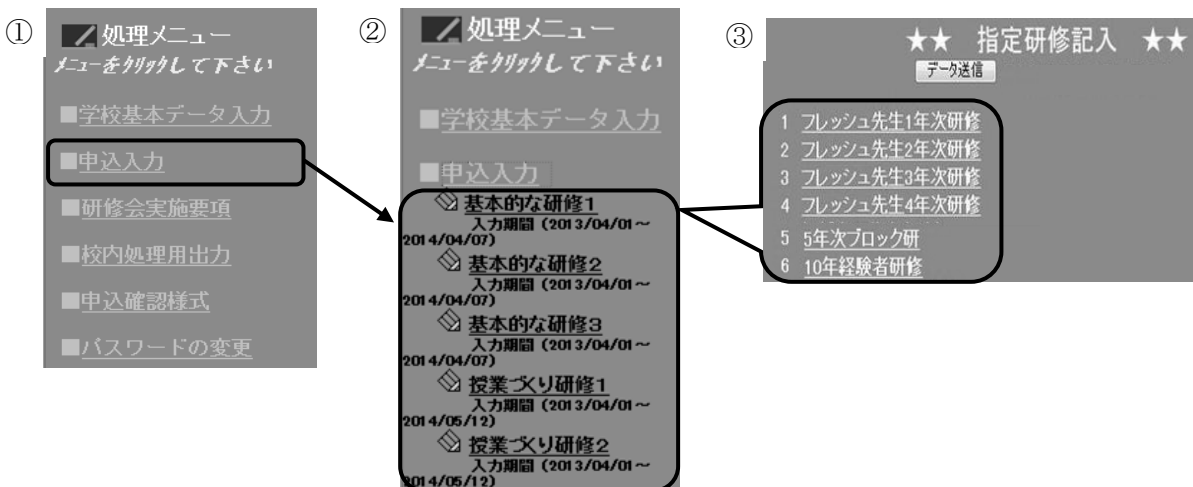 ①
処理メニュー
メニューをクリックして下さい
■学校基本データ入力
■申込入力
■研修会実施要項
■校内処理用出力
■申込確認様式
■パスワードの変更
②
処理メニュー
メニューをクリックして下さい
■学校基本データ入力
■申込入力
基本的な研修1
入力期間（2013/04/01～
2014/04/07）
基本的な研修2
入力期間（2013/04/01～
2014/04/07）
基本的な研修3
入力期間（2013/04/01～
2014/04/07）
授業づくり研修1
入力期間（2013/04/01～
2014/05/12）
授業づくり研修2
入力期間（2013/04/01～
2014/05/12）
③
★★　指定研修記入　★★
データ送信
1 フレッシュ先生1年次研修
2 フレッシュ先生2年次研修
3 フレッシュ先生3年次研修
4 フレッシュ先生4年次研修
5 5年次ブロック研
6 10年経験者研修